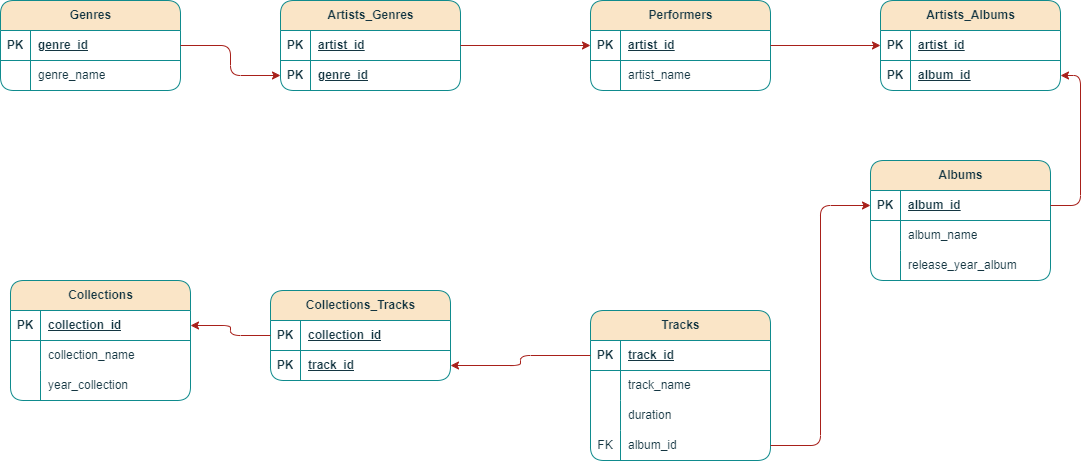 Genres
PK genre_id
genre_name
Artists_Genres
PK artist_id
PK genre_id
Performers
PK artist_id
artist_name
Artists_Albums
PK artist_id
PK album_id
Albums
PK album_id
album_name
release_year_album
Collections
PK collection_id
collection_name
year_collection
Collections_Tracks
PK collection_id
PK track_id
Tracks
PK track_id
track_name
duration
FK album_id